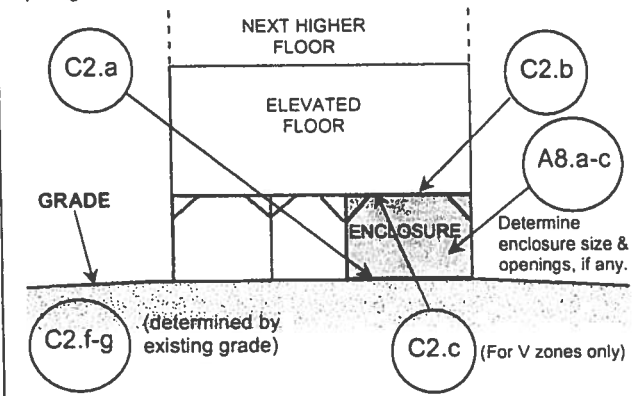 NEXT HIGHER
FLOOR
C2.a
C2.b
ELEVATED
FLOOR
A8.a-c
GRADE
ENCLOSURE
Determine
enclosure size &
openings, if any.
C2.f-g
(determined by
existing grade)
C2.c
(For V zones only)